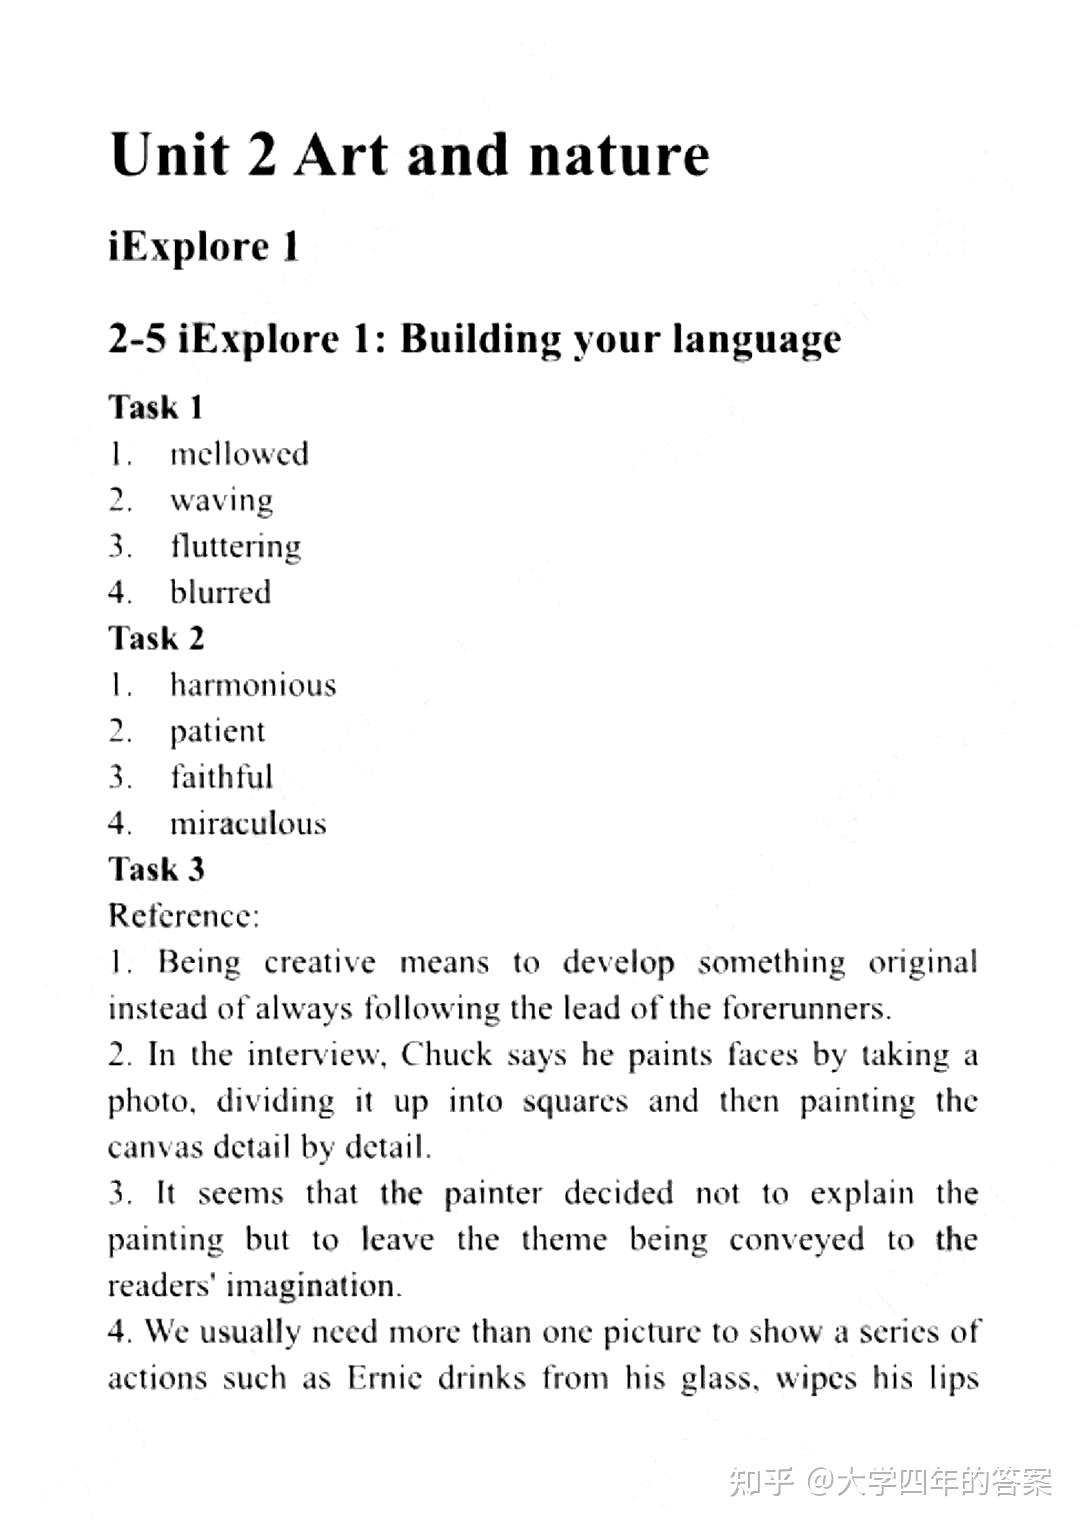 Unit 2 Art and nature
iExplore 1
2-5 iExplore 1: Building your language
Task 1
1. mellowed
2. waving
3. fluttering
4. blurred
Task 2
1. harmonious
2. patient
3. faithful
4. miraculous
Task 3
Reference:
1. Being creative means to develop something original
instead of always following the lead of the forerunners.
2. In the interview, Chuck says he paints faces by taking a
photo, dividing it up into squares and then painting the
canvas detail by detail.
3. It seems that the painter decided not to explain the
painting but to leave the theme being conveyed to the
readers' imagination.
4. We usually need more than one picture to show a series of
actions such as Ernie drinks from his glass, wipes his lips
知乎 @大学四年的答案